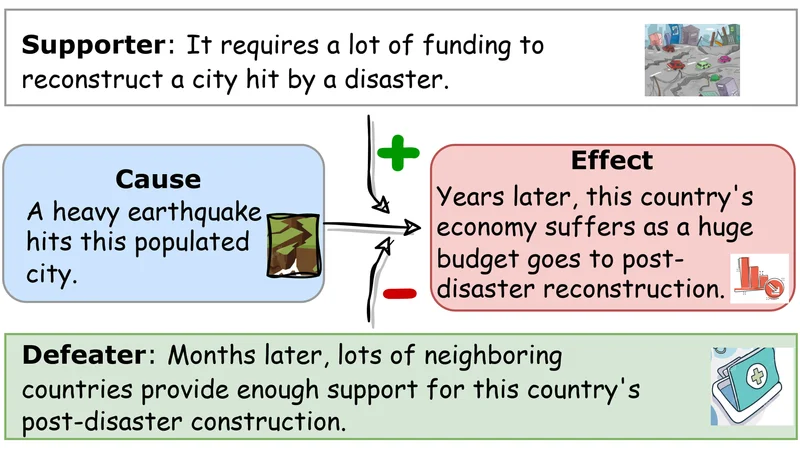 Supporter: It requires a lot of funding to
reconstruct a city hit by a disaster.
Cause
A heavy earthquake
hits this populated
city.
Effect
Years later, this country's
economy suffers as a huge
budget goes to post-
disaster reconstruction.
Defeater: Months later, lots of neighboring
countries provide enough support for this country's
post-disaster construction.